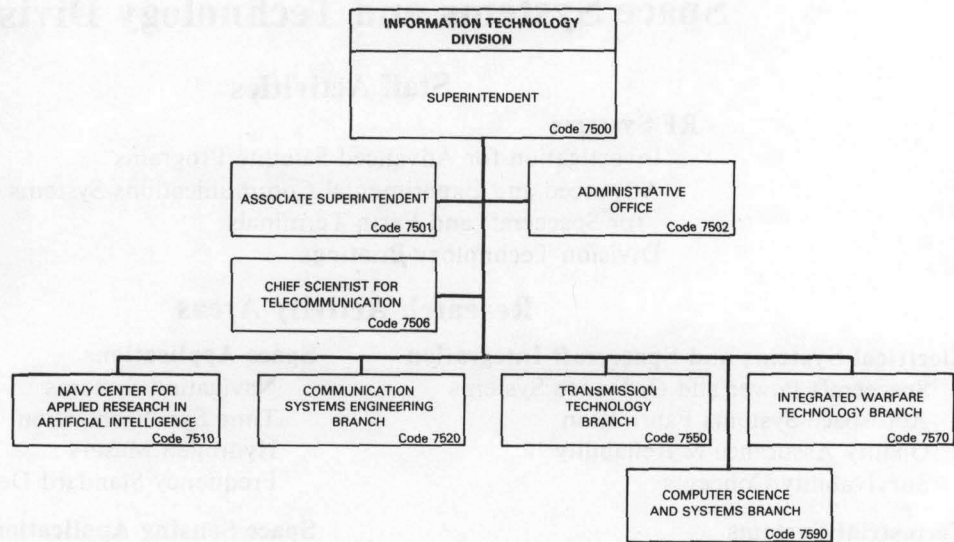 INFORMATION TECHNOLOGY
DIVISION
SUPERINTENDENT
Code 7500
ASSOCIATE SUPERINTENDENT
Code 7501
ADMINISTRATIVE
OFFICE
Code 7502
CHIEF SCIENTIST FOR
TELECOMMUNICATION
Code 7506
NAVY CENTER FOR
APPLIED RESEARCH IN
ARTIFICIAL INTELLIGENCE
Code 7510
COMMUNICATION
SYSTEMS ENGINEERING
BRANCH
Code 7520
TRANSMISSION
TECHNOLOGY
BRANCH
Code 7550
INTEGRATED WARFARE
TECHNOLOGY BRANCH
Code 7570
COMPUTER SCIENCE
AND SYSTEMS BRANCH
Code 7590